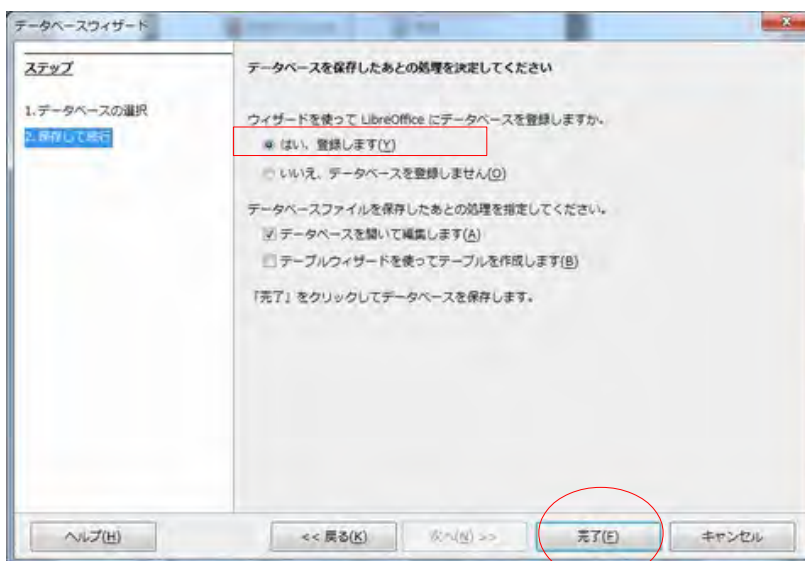 データベースウィザード
ステップ
1.データベースの選択
2.保存して続行
データベースを保存したあとの処理を決定してください
ウィザードを使って LibreOffice にデータベースを登録しますか。
はい、登録します(Y)
いいえ、データベースを登録しません(O)
データベースファイルを保存したあとの処理を指定してください。
データベースを開いて編集します(A)
テーブルウィザードを使ってテーブルを作成します(B)
「完了」をクリックしてデータベースを保存します。
ヘルプ(H)
<< 戻る(K)
次へ(N) >>
完了(F)
キャンセル